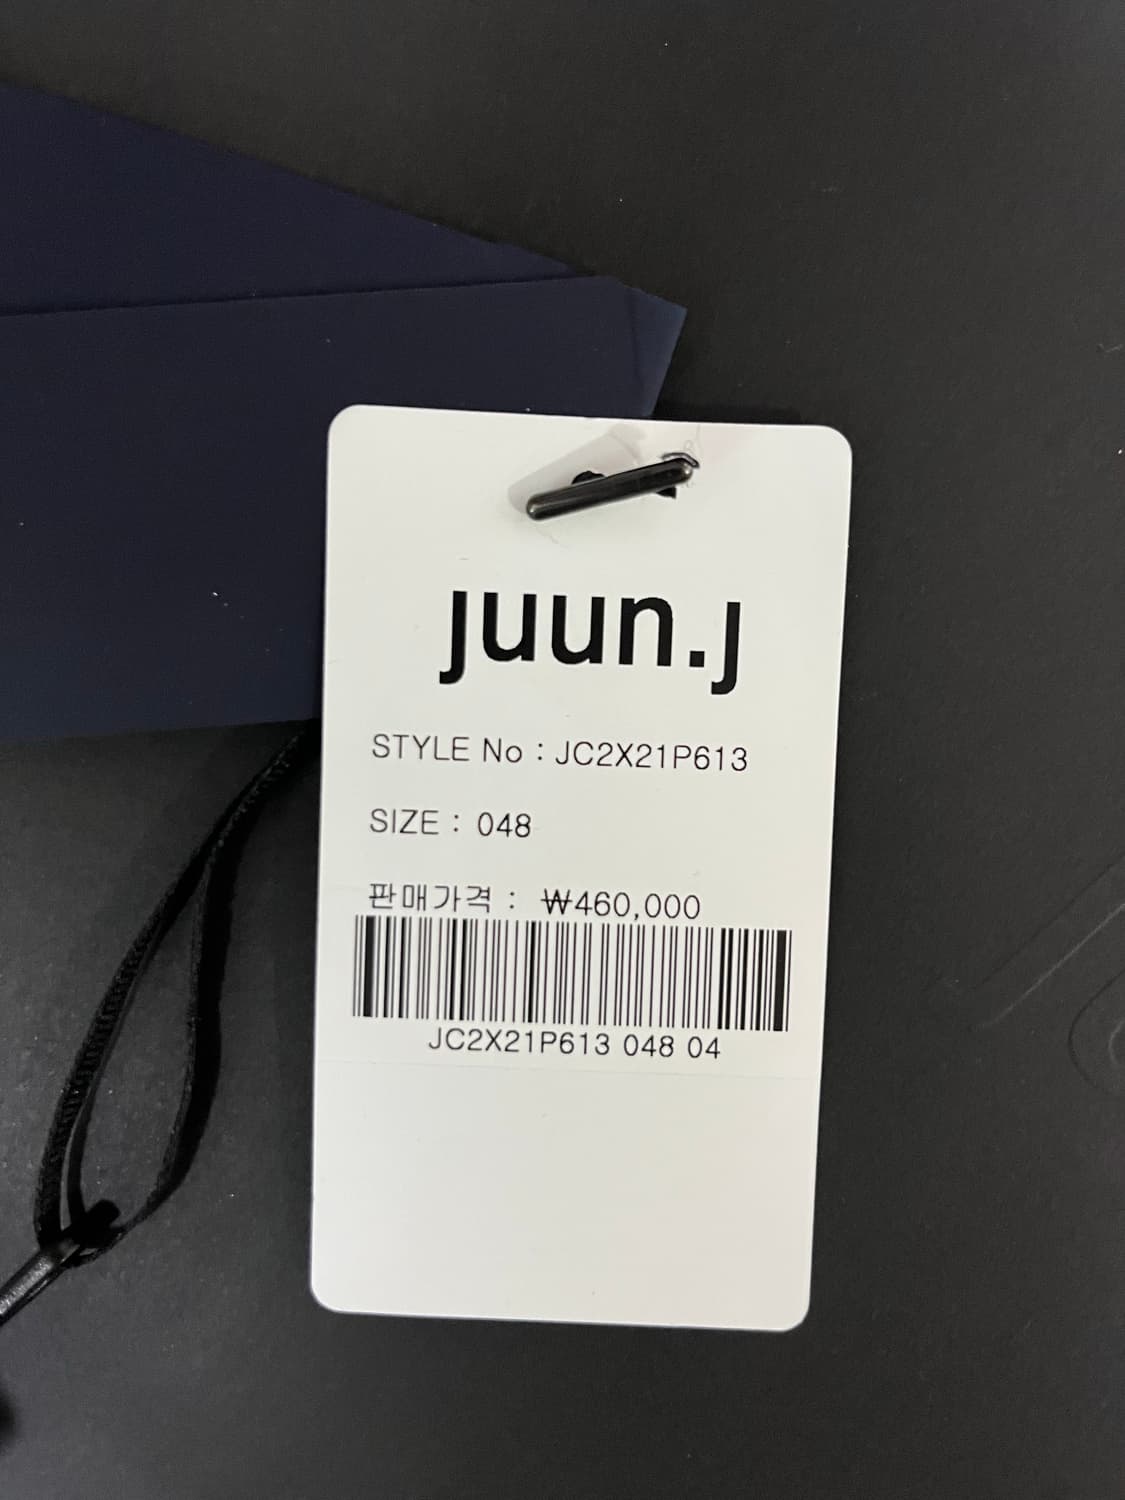 juun.j
STYLE No : JC2X21P613
SIZE : 048
판매가격 : ₩460,000
JC2X21P613 048 04